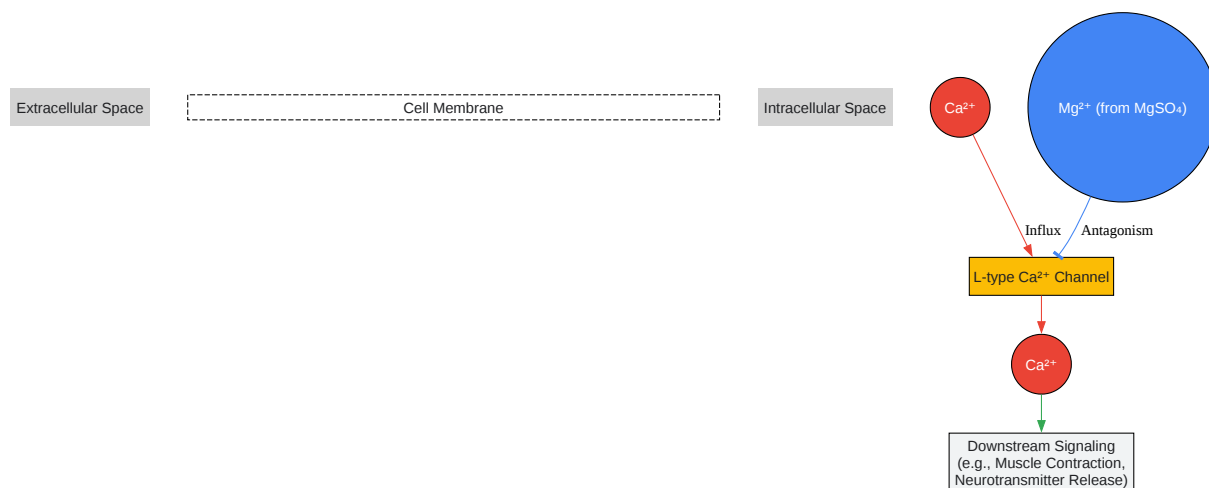 Extracellular Space
Cell Membrane
Intracellular Space
Ca²⁺
Mg²⁺ (from MgSO₄)
Influx
Antagonism
L-type Ca²⁺ Channel
Ca²⁺
Downstream Signaling
(e.g., Muscle Contraction,
Neurotransmitter Release)